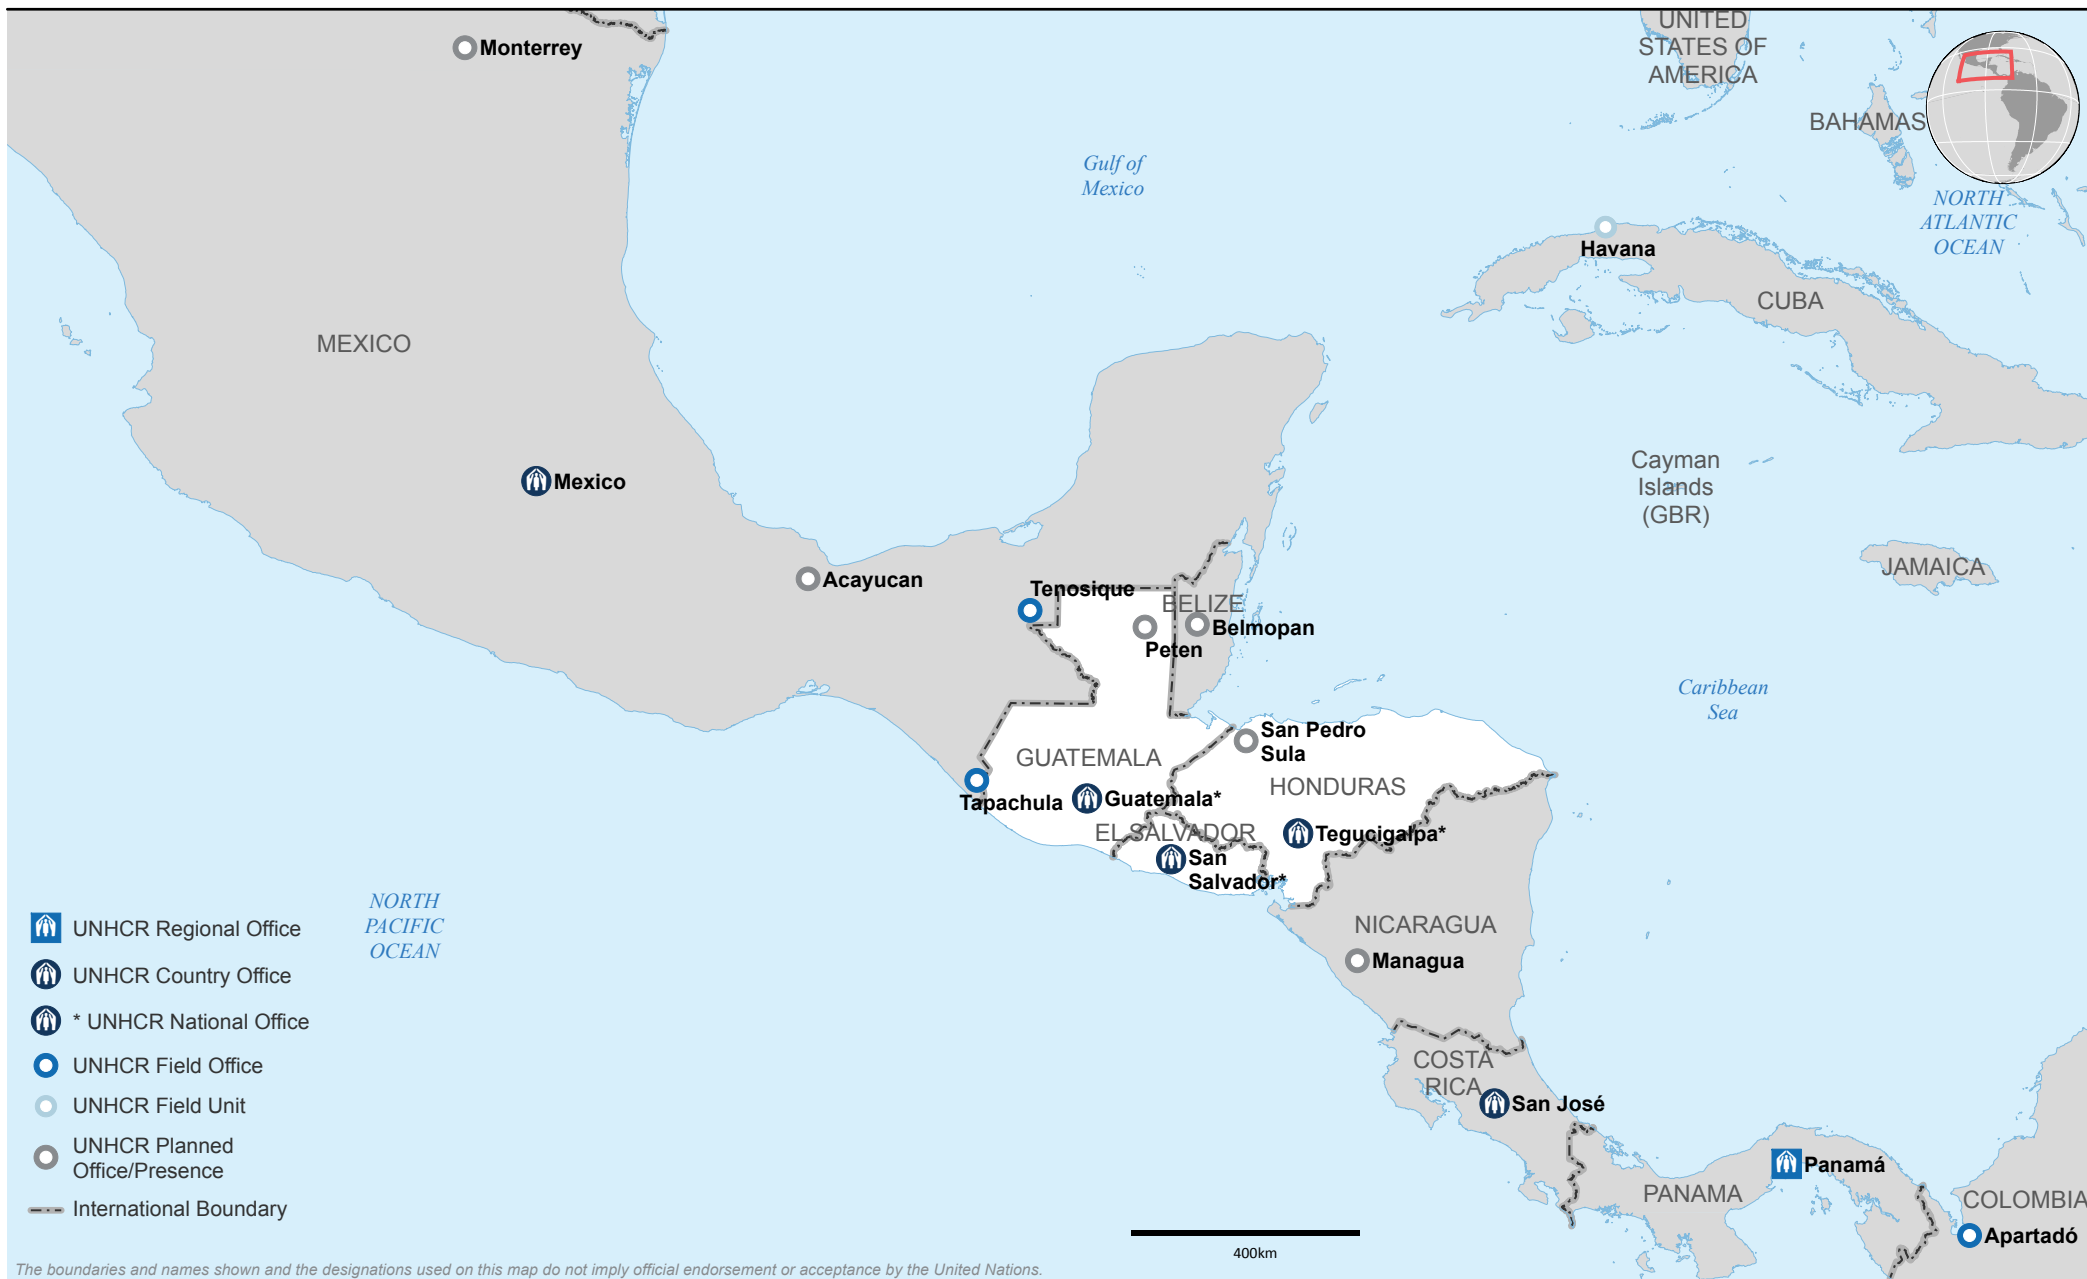 UNITED
STATES OF
AMERICA
Monterrey
BAHAMAS
Gulf of
Mexico
NORTH
ATLANTIC
OCEAN
Havana
CUBA
MEXICO
Cayman
Islands
(GBR)
Mexico
JAMAICA
Acayucan
Tenosique
BELIZE
Belmopan
Peten
Caribbean
Sea
San Pedro
Sula
GUATEMALA
HONDURAS
Tapachula
Guatemala*
EL SALVADOR
Tegucigalpa*
San
Salvador*
NORTH
PACIFIC
OCEAN
NICARAGUA
Managua
COSTA
RICA
San José
Panamá
PANAMA
COLOMBIA
Apartadó
UNHCR Regional Office
UNHCR Country Office
* UNHCR National Office
UNHCR Field Office
UNHCR Field Unit
UNHCR Planned
Office/Presence
International Boundary
400km
The boundaries and names shown and the designations used on this map do not imply official endorsement or acceptance by the United Nations.